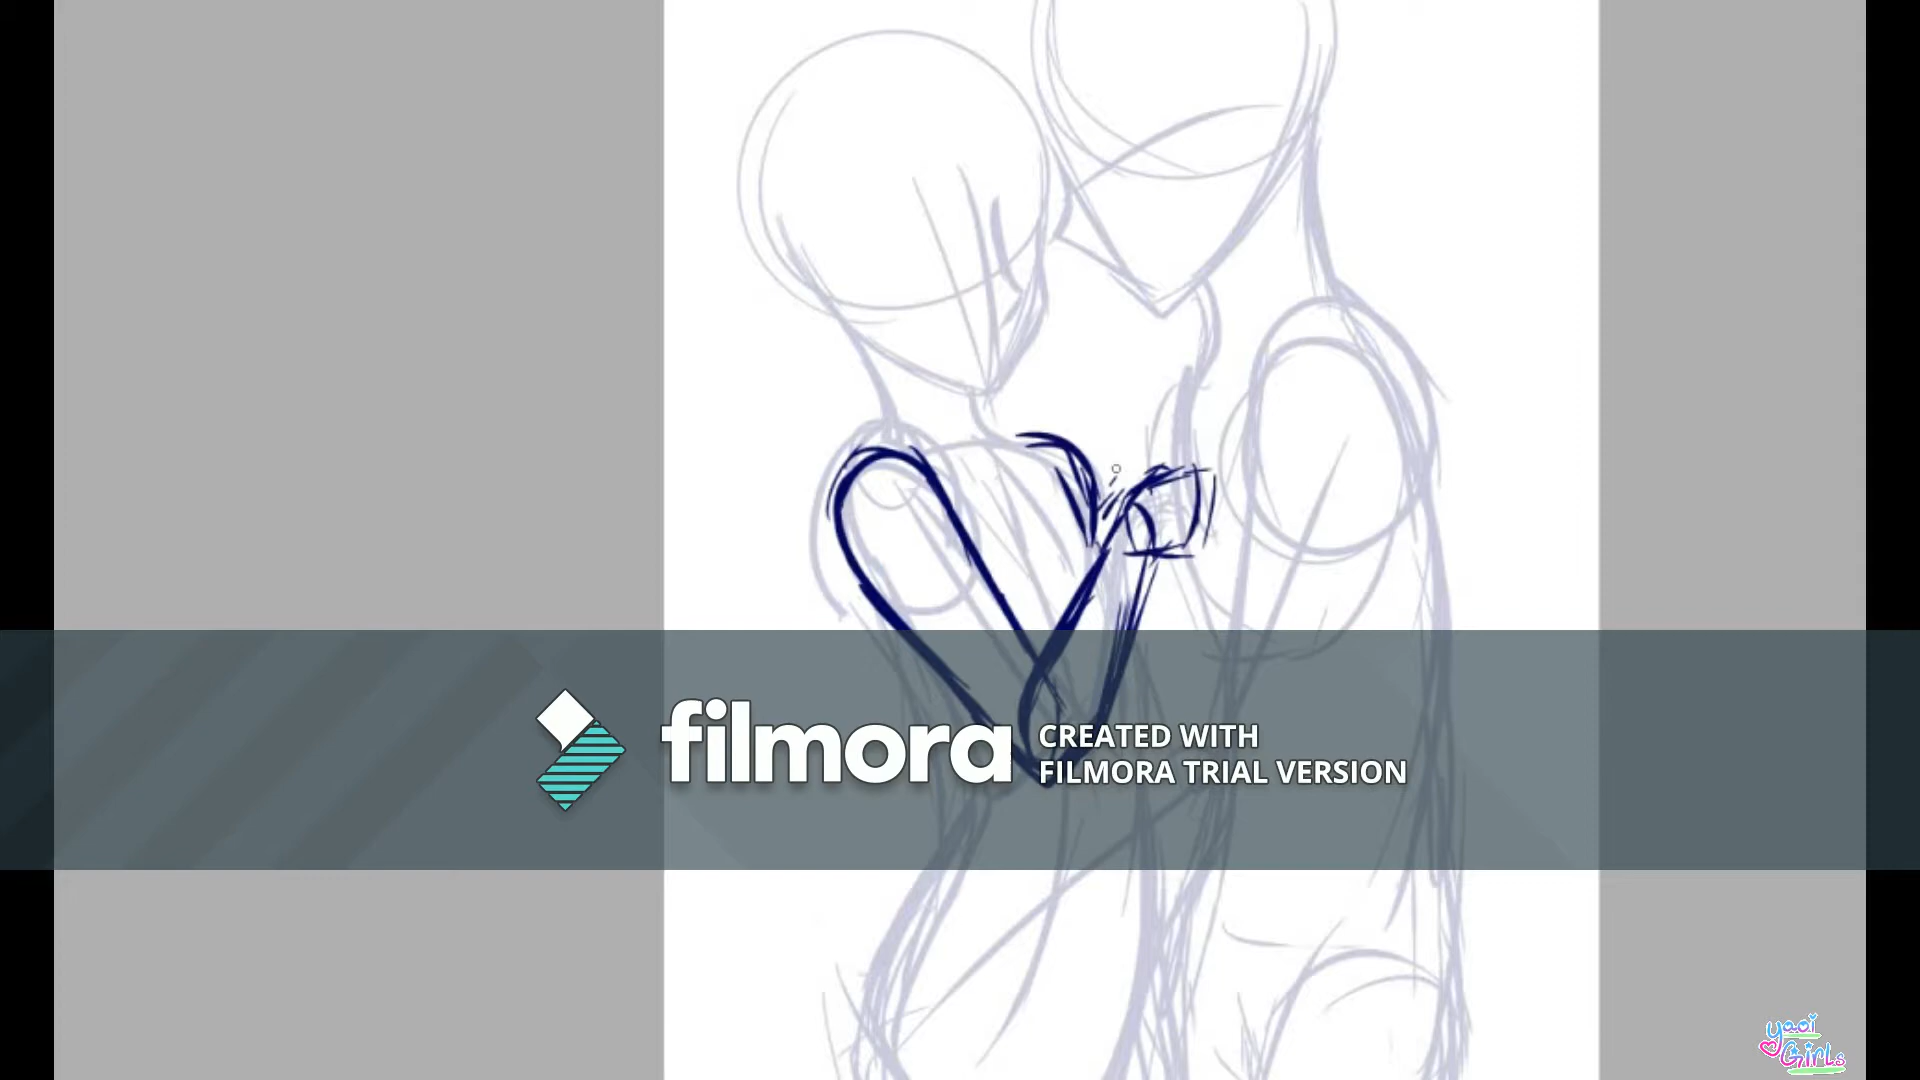 filmora
CREATED WITH
FILMORA TRIAL VERSION
yaoi
GirLs